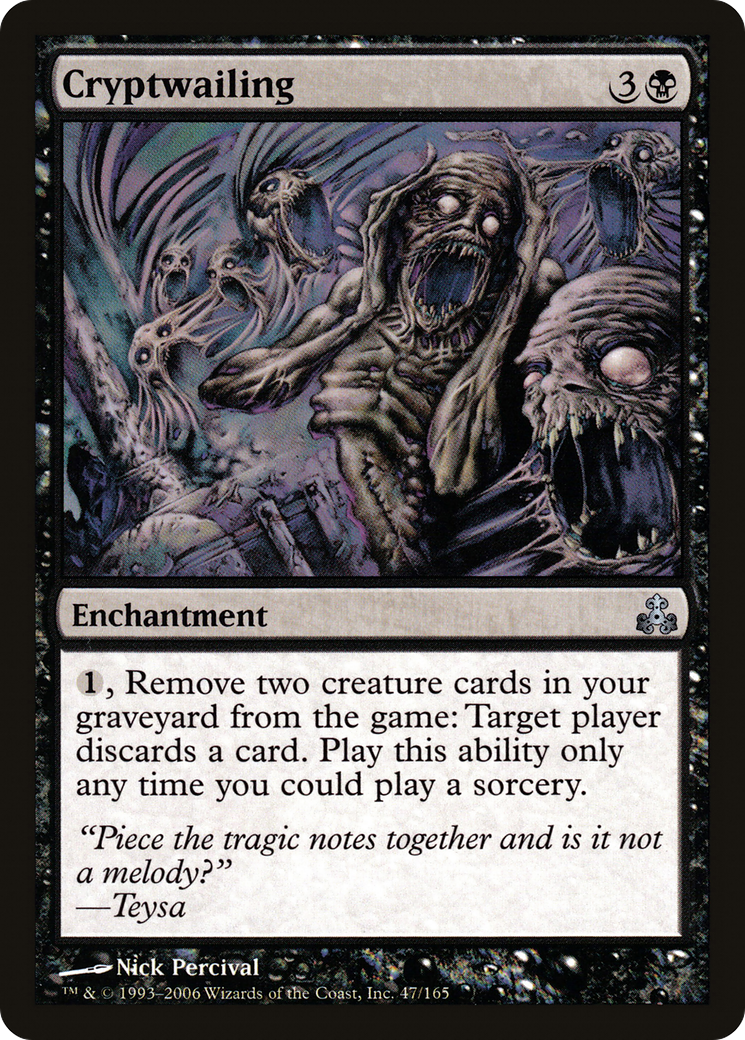 Cryptwailing 3
Enchantment
1, Remove two creature cards in your
graveyard from the game: Target player
discards a card. Play this ability only
any time you could play a sorcery.
“Piece the tragic notes together and is it not
a melody?”
—Teysa
Nick Percival
™ & © 1993–2006 Wizards of the Coast, Inc. 47/165